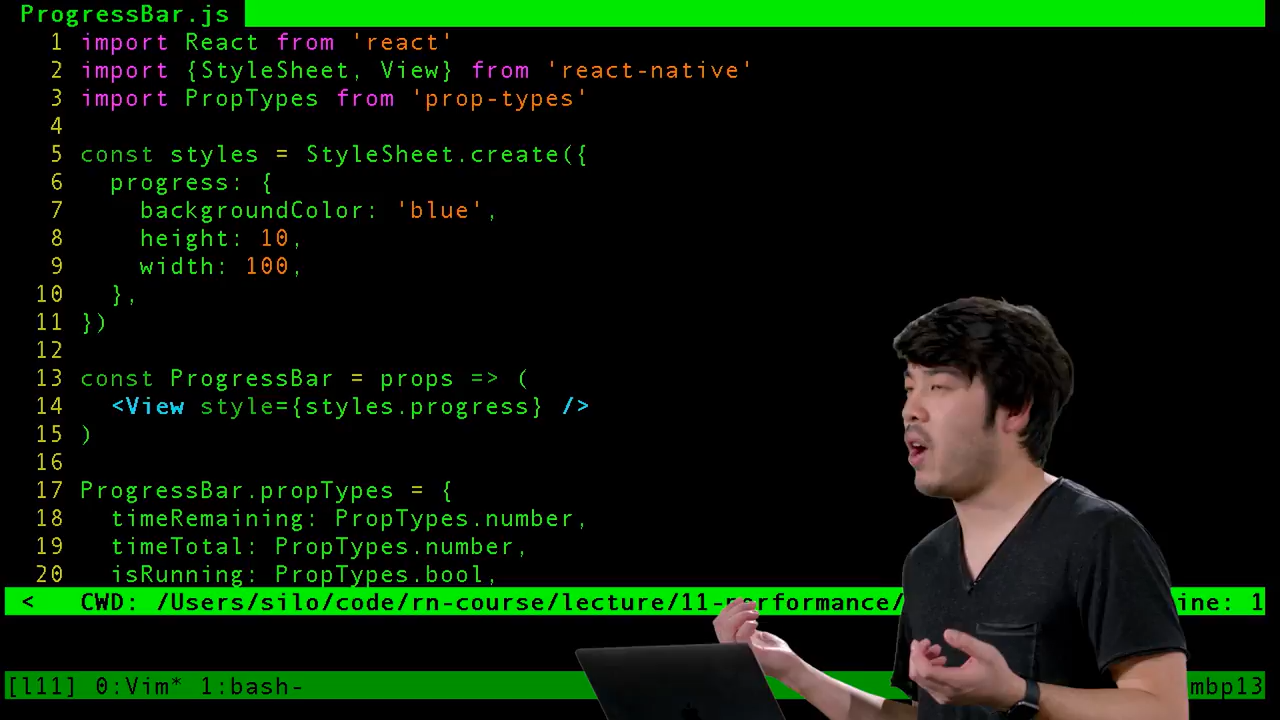 ProgressBar.js
1 import React from 'react'
2 import {StyleSheet, View} from 'react-native'
3 import PropTypes from 'prop-types'
4
5 const styles = StyleSheet.create({
6   progress: {
7     backgroundColor: 'blue',
8     height: 10,
9     width: 100,
10   },
11 })
12
13 const ProgressBar = props => (
14   <View style={styles.progress} />
15 )
16
17 ProgressBar.propTypes = {
18   timeRemaining: PropTypes.number,
19   timeTotal: PropTypes.number,
20   isRunning: PropTypes.bool,
<   CWD: /Users/silo/code/rn-course/lecture/11-performance/ ine: 1
[l11] 0:Vim* 1:bash- mbp13